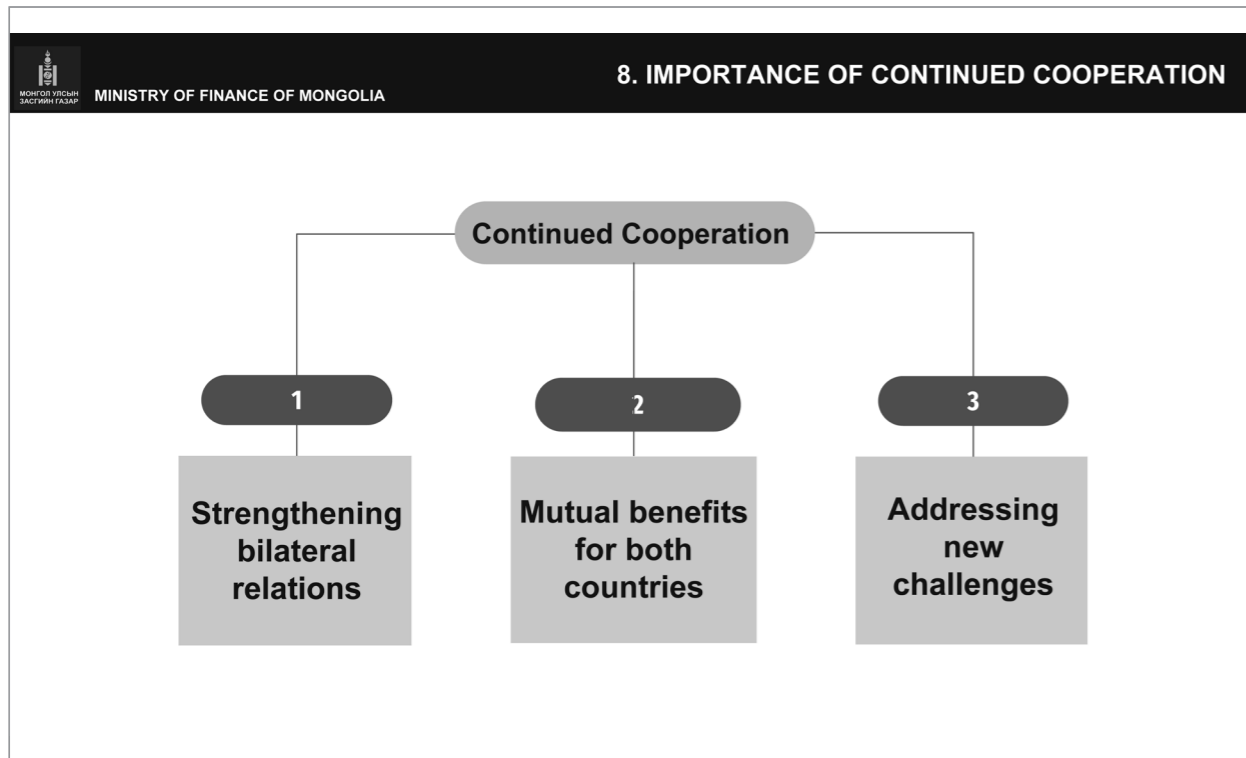 МОНГОЛ УЛСЫН
ЗАСГИЙН ГАЗАР
MINISTRY OF FINANCE OF MONGOLIA
8. IMPORTANCE OF CONTINUED COOPERATION
Continued Cooperation
1
Strengthening
bilateral
relations
2
Mutual benefits
for both
countries
3
Addressing
new
challenges